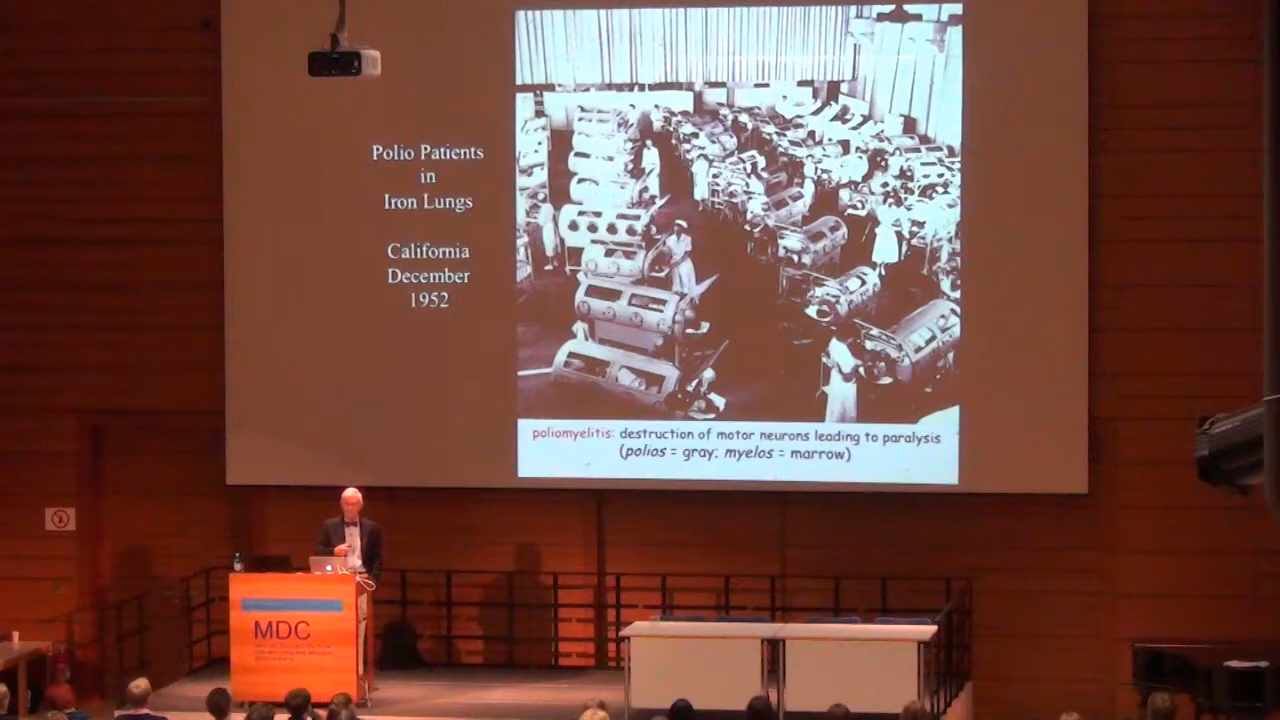 Polio Patients
in
Iron Lungs
California
December
1952
poliomyelitis: destruction of motor neurons leading to paralysis
(polios = gray; myelos = marrow)
MDC